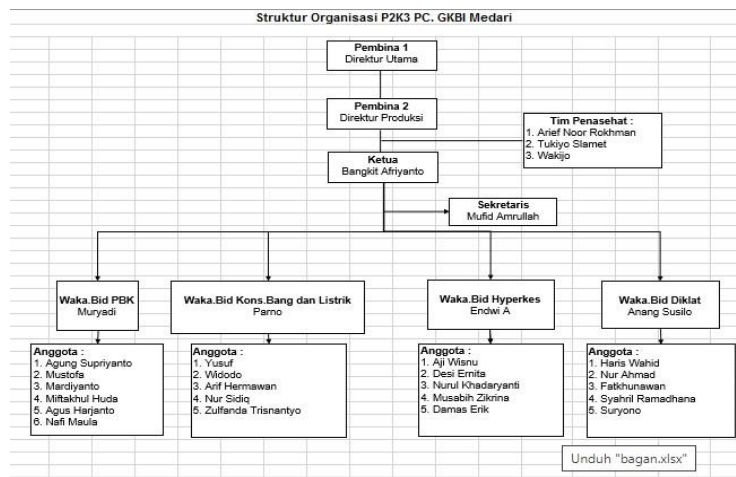 Struktur Organisasi P2K3 PC. GKBI Medari
Pembina 1
Direktur Utama
Pembina 2
Direktur Produksi
Tim Penasehat :
1. Arief Noor Rokhman
2. Tukiyo Slamet
3. Wakijo
Ketua
Bangkit Afriyanto
Sekretaris
Mufid Amrullah
Waka.Bid PBK
Muryadi
Waka.Bid Kons.Bang dan Listrik
Parno
Waka.Bid Hyperkes
Endwi A
Waka.Bid Diklat
Anang Susilo
Anggota :
1. Agung Supriyanto
2. Mustofa
3. Mardiyanto
4. Miftakhul Huda
5. Agus Harjanto
6. Nafi Maula
Anggota :
1. Yusuf
2. Widodo
3. Arif Hermawan
4. Nur Sidiq
5. Zulfanda Trisnantyo
Anggota :
1. Aji Wisnu
2. Desi Ernita
3. Nurul Khadaryanti
4. Musabih Zikrina
5. Damas Erik
Anggota :
1. Haris Wahid
2. Nur Ahmad
3. Fatkhunawan
4. Syahril Ramadhana
5. Suryono
Unduh "bagan.xlsx"